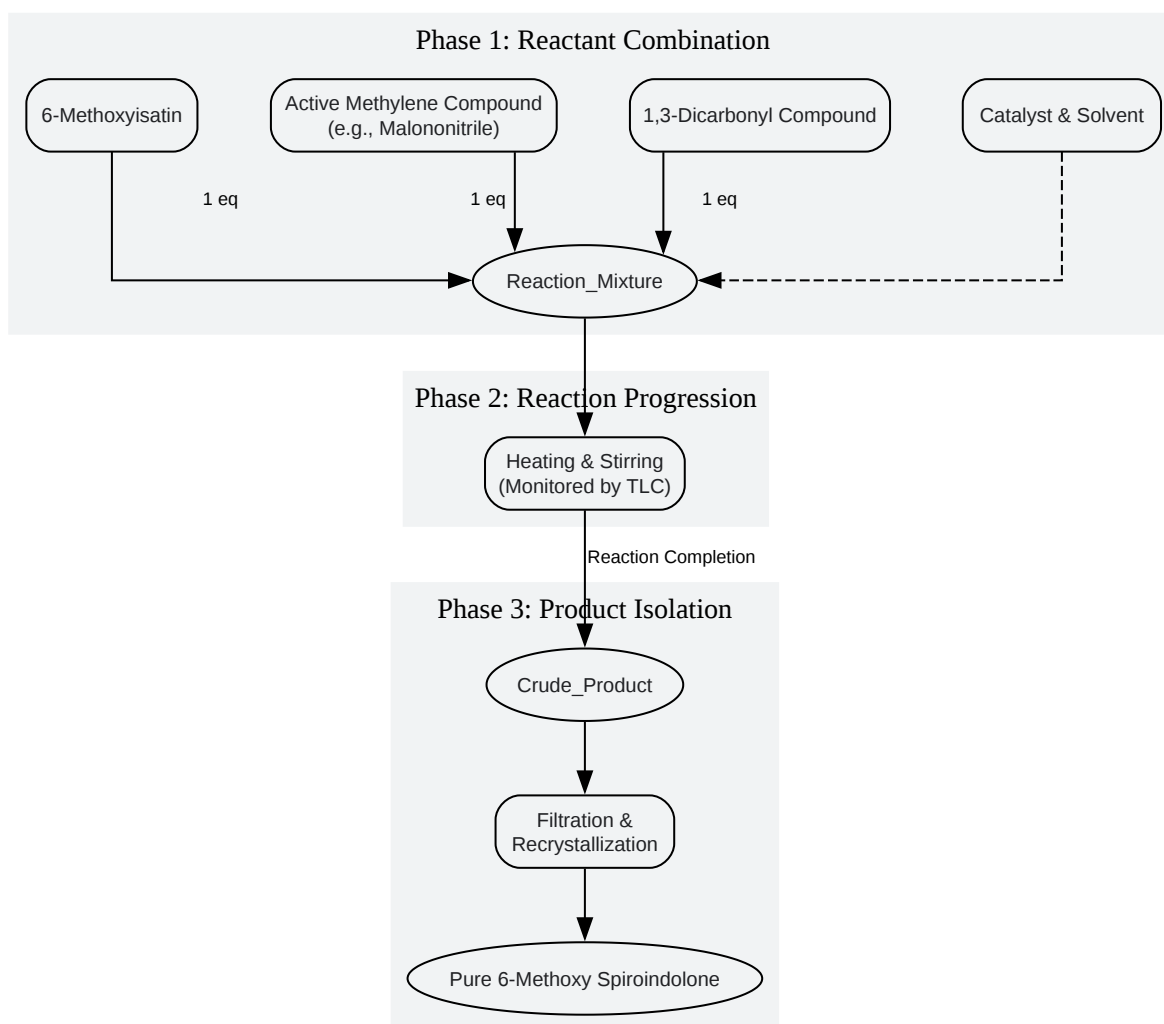 Phase 1: Reactant Combination
6-Methoxyisatin
Active Methylene Compound
(e.g., Malononitrile)
1,3-Dicarbonyl Compound
Catalyst & Solvent
1 eq
1 eq
1 eq
Reaction_Mixture
Phase 2: Reaction Progression
Heating & Stirring
(Monitored by TLC)
Reaction Completion
Phase 3: Product Isolation
Crude_Product
Filtration &
Recrystallization
Pure 6-Methoxy Spiroindolone